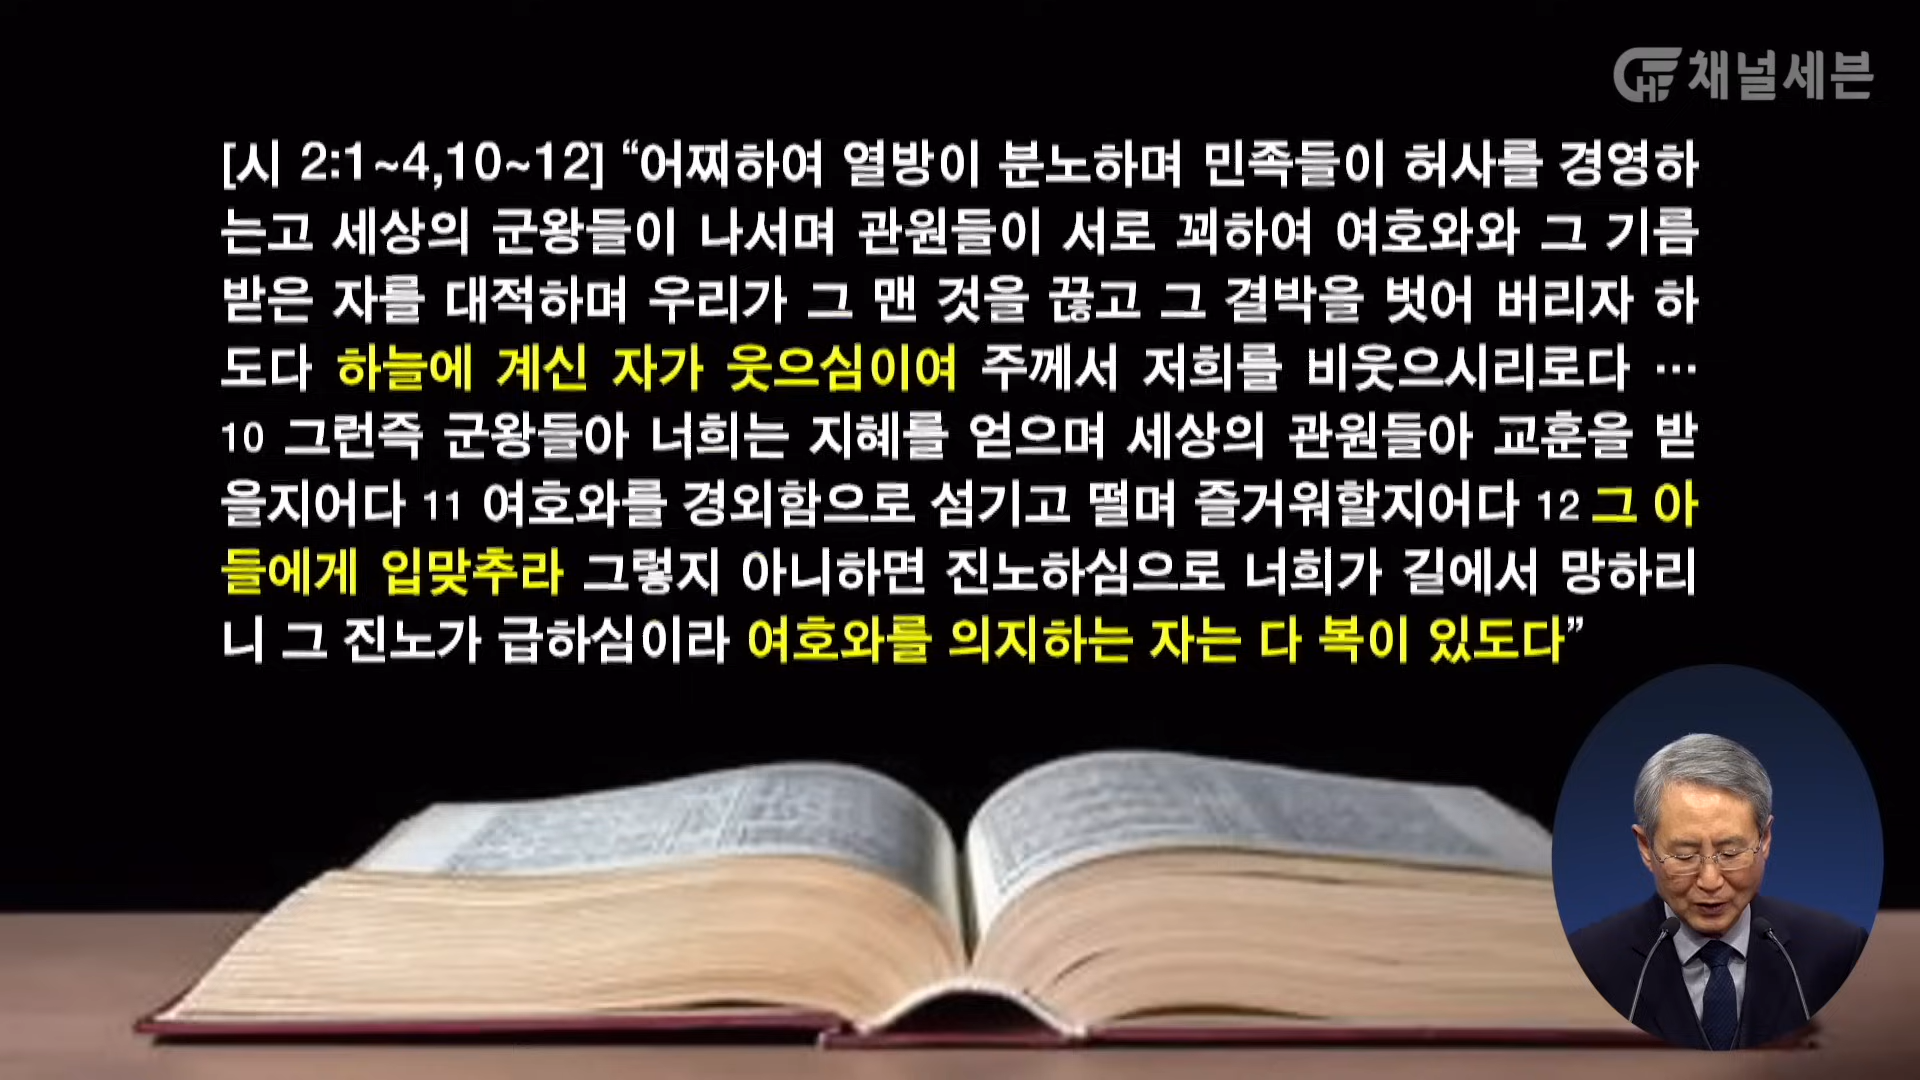 채널세븐
[시 2:1~4,10~12] “어찌하여 열방이 분노하며 민족들이 허사를 경영하
는고 세상의 군왕들이 나서며 관원들이 서로 꾀하여 여호와와 그 기름
받은 자를 대적하며 우리가 그 맨 것을 끊고 그 결박을 벗어 버리자 하
도다 하늘에 계신 자가 웃으심이여 주께서 저희를 비웃으시리로다 …
10 그런즉 군왕들아 너희는 지혜를 얻으며 세상의 관원들아 교훈을 받
을지어다 11 여호와를 경외함으로 섬기고 떨며 즐거워할지어다 12 그 아
들에게 입맞추라 그렇지 아니하면 진노하심으로 너희가 길에서 망하리
니 그 진노가 급하심이라 여호와를 의지하는 자는 다 복이 있도다”